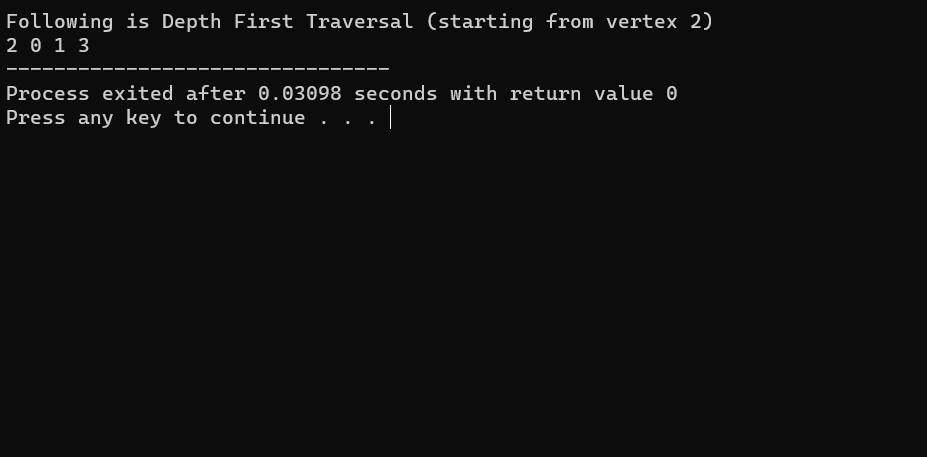 Following is Depth First Traversal (starting from vertex 2)
2 0 1 3
--------------------------------
Process exited after 0.03098 seconds with return value 0
Press any key to continue . . .